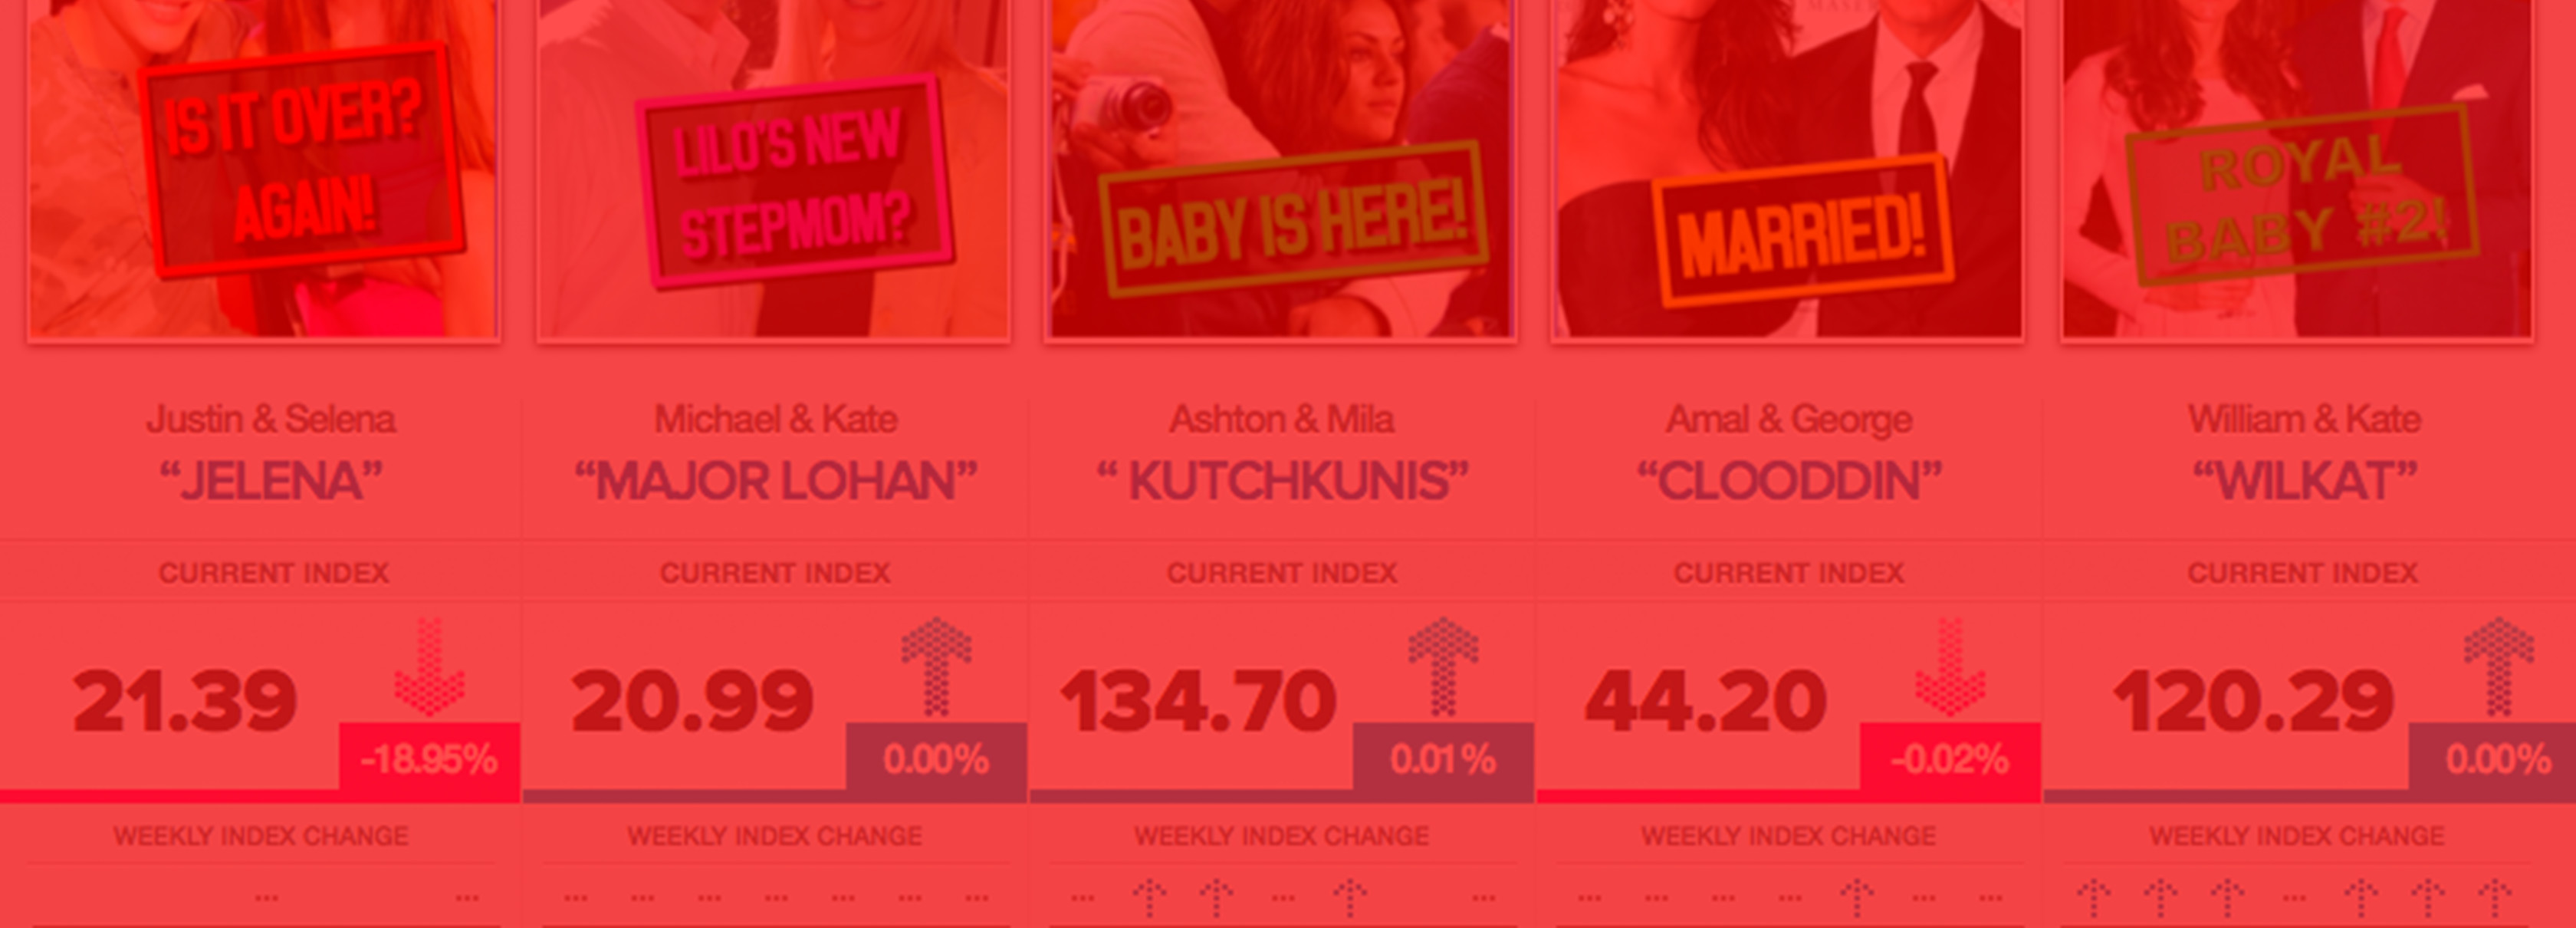 IS IT OVER?
AGAIN!
LILO'S NEW
STEPMOM?
BABY IS HERE!
MARRIED!
ROYAL
BABY #2!
Justin & Selena
Michael & Kate
Ashton & Mila
Amal & George
William & Kate
“JELENA”
“MAJOR LOHAN”
“ KUTCHKUNIS”
“CLOODDIN”
“WILKAT”
CURRENT INDEX
CURRENT INDEX
CURRENT INDEX
CURRENT INDEX
CURRENT INDEX
21.39
-18.95%
20.99
0.00%
134.70
0.01%
44.20
-0.02%
120.29
0.00%
WEEKLY INDEX CHANGE
WEEKLY INDEX CHANGE
WEEKLY INDEX CHANGE
WEEKLY INDEX CHANGE
WEEKLY INDEX CHANGE